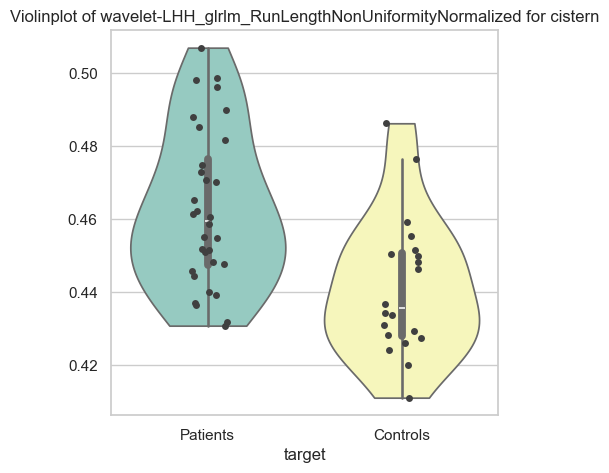 Violinplot of wavelet-LHH_glrlm_RunLengthNonUniformityNormalized for cistern
0.50
0.48
0.46
0.44
0.42
Patients
Controls
target